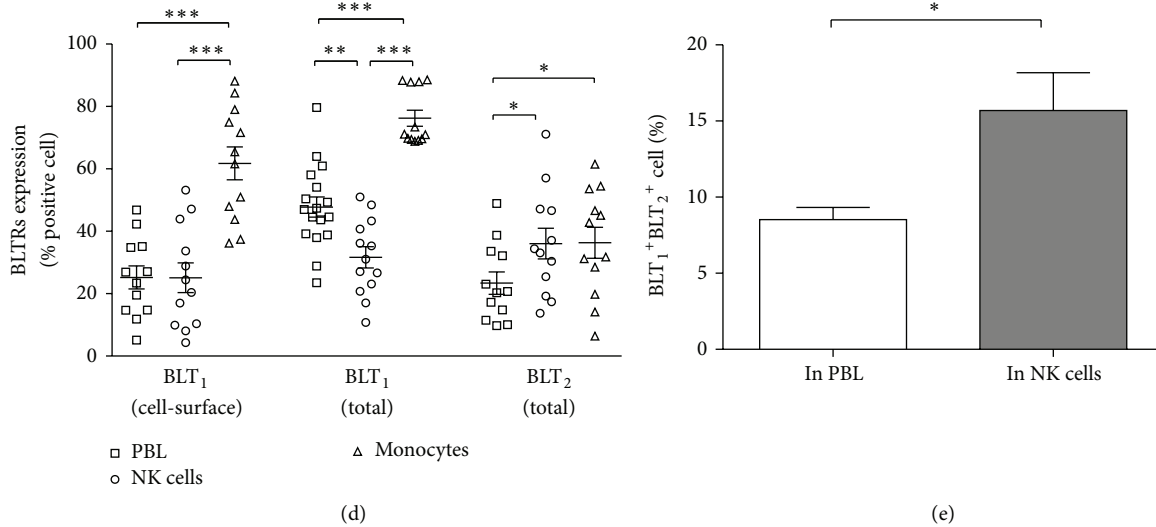 *** *** *** ** *** * *
100
80
60
40
20
0
BLTRs expression
(% positive cell)
BLT₁
(cell-surface)
BLT₁
(total)
BLT₂
(total)
PBL
NK cells
Monocytes
(d)
*
20
15
10
5
0
BLT₁⁺BLT₂⁺ cell (%)
In PBL
In NK cells
(e)